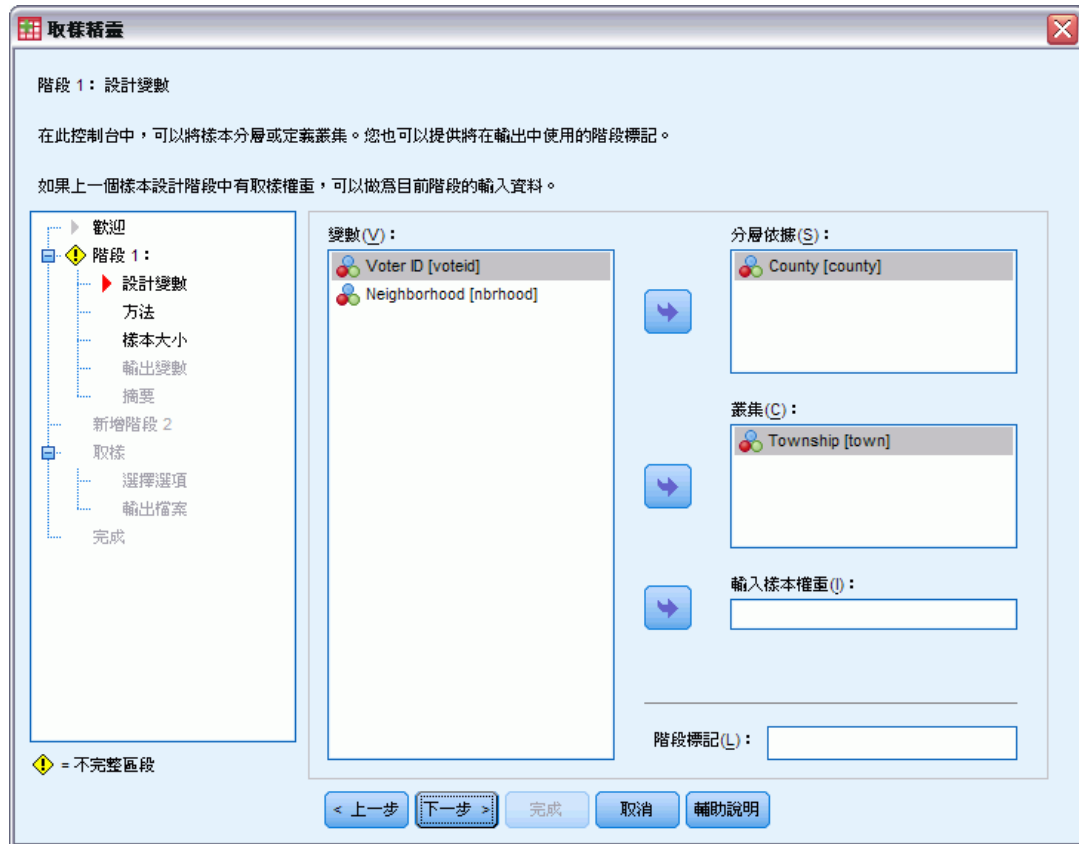 取樣精靈
階段 1：設計變數
在此控制台中，可以將樣本分層或定義叢集。您也可以提供將在輸出中使用的階段標記。
如果上一個樣本設計階段中有取樣權重，可以做為目前階段的輸入資料。
歡迎
階段 1：
設計變數
方法
樣本大小
輸出變數
摘要
新增階段 2
取樣
選擇選項
輸出檔案
完成
! = 不完整區段
變數(V)：
Voter ID [voteid]
Neighborhood [nbrhood]
分層依據(S)：
County [county]
叢集(C)：
Township [town]
輸入樣本權重(I)：
階段標記(L)：
< 上一步
下一步 >
完成
取消
輔助說明